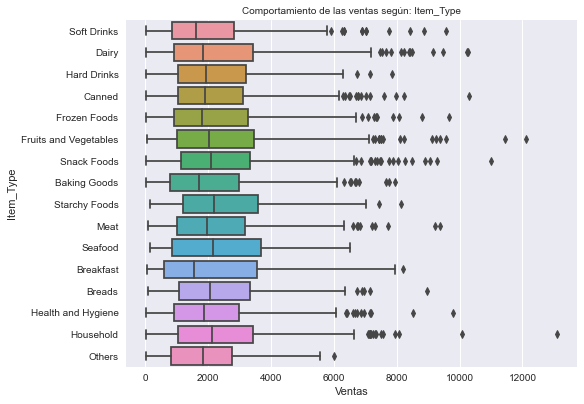 Comportamiento de las ventas según: Item_Type
Item_Type
Soft Drinks
Dairy
Hard Drinks
Canned
Frozen Foods
Fruits and Vegetables
Snack Foods
Baking Goods
Starchy Foods
Meat
Seafood
Breakfast
Breads
Health and Hygiene
Household
Others
0 2000 4000 6000 8000 10000 12000
Ventas